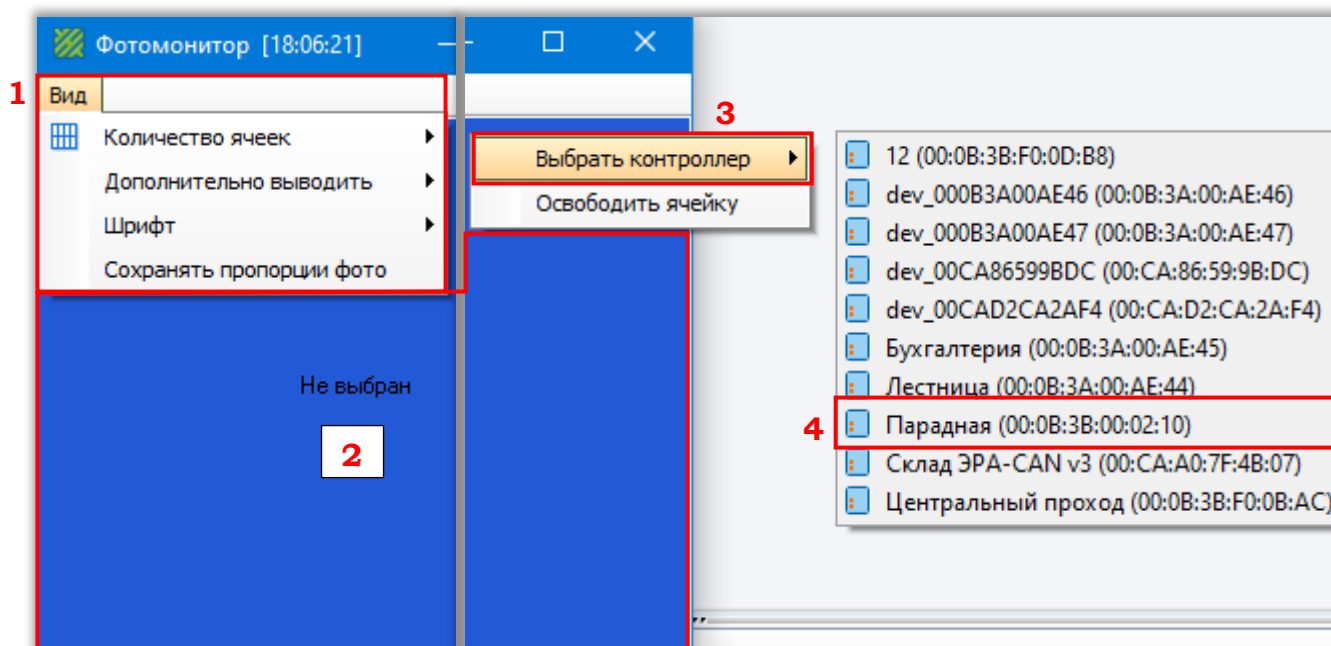 Фотомонитор [18:06:21]
1
Вид
Количество ячеек
Дополнительно выводить
Шрифт
Сохранять пропорции фото
Не выбран
2
3
Выбрать контроллер
Освободить ячейку
12 (00:0B:3B:F0:0D:B8)
dev_000B3A00AE46 (00:0B:3A:00:AE:46)
dev_000B3A00AE47 (00:0B:3A:00:AE:47)
dev_00CA86599BDC (00:CA:86:59:9B:DC)
dev_00CAD2CA2AF4 (00:CA:D2:CA:2A:F4)
Бухгалтерия (00:0B:3A:00:AE:45)
Лестница (00:0B:3A:00:AE:44)
4
Парадная (00:0B:3B:00:02:10)
Склад ЭРА-CAN v3 (00:CA:A0:7F:4B:07)
Центральный проход (00:0B:3B:F0:0B:AC)